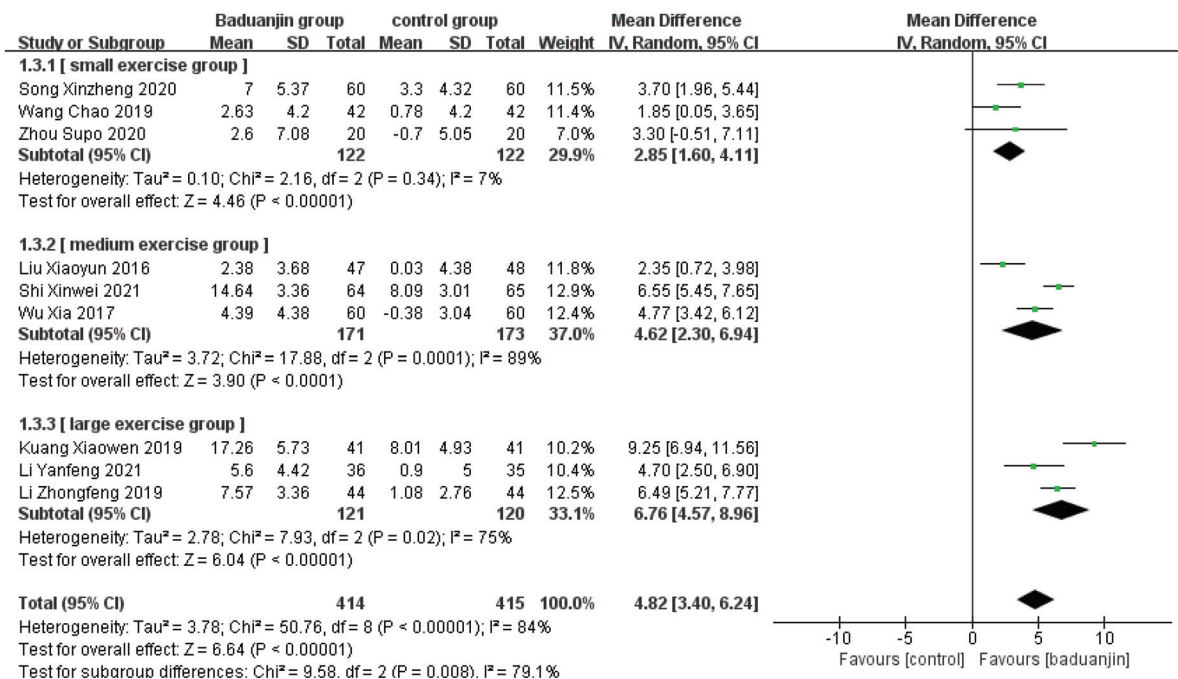 Baduanjin group control group Mean Difference Mean Difference
Study or Subgroup Mean SD Total Mean SD Total Weight IV, Random, 95% CI IV, Random, 95% CI
1.3.1 [ small exercise group ]
Song Xinzheng 2020 7 5.37 60 3.3 4.32 60 11.5% 3.70 [1.96, 5.44]
Wang Chao 2019 2.63 4.2 42 0.78 4.2 42 11.4% 1.85 [0.05, 3.65]
Zhou Supo 2020 2.6 7.08 20 -0.7 5.05 20 7.0% 3.30 [-0.51, 7.11]
Subtotal (95% CI) 122 122 29.9% 2.85 [1.60, 4.11]
Heterogeneity: Tau² = 0.10; Chi² = 2.16, df = 2 (P = 0.34); I² = 7%
Test for overall effect: Z = 4.46 (P < 0.00001)
1.3.2 [ medium exercise group ]
Liu Xiaoyun 2016 2.38 3.68 47 0.03 4.38 48 11.8% 2.35 [0.72, 3.98]
Shi Xinwei 2021 14.64 3.36 64 8.09 3.01 65 12.9% 6.55 [5.45, 7.65]
Wu Xia 2017 4.39 4.38 60 -0.38 3.04 60 12.4% 4.77 [3.42, 6.12]
Subtotal (95% CI) 171 173 37.0% 4.62 [2.30, 6.94]
Heterogeneity: Tau² = 3.72; Chi² = 17.88, df = 2 (P = 0.0001); I² = 89%
Test for overall effect: Z = 3.90 (P < 0.0001)
1.3.3 [ large exercise group ]
Kuang Xiaowen 2019 17.26 5.73 41 8.01 4.93 41 10.2% 9.25 [6.94, 11.56]
Li Yanfeng 2021 5.6 4.42 36 0.9 5 35 10.4% 4.70 [2.50, 6.90]
Li Zhongfeng 2019 7.57 3.36 44 1.08 2.76 44 12.5% 6.49 [5.21, 7.77]
Subtotal (95% CI) 121 120 33.1% 6.76 [4.57, 8.96]
Heterogeneity: Tau² = 2.78; Chi² = 7.93, df = 2 (P = 0.02); I² = 75%
Test for overall effect: Z = 6.04 (P < 0.00001)
Total (95% CI) 414 415 100.0% 4.82 [3.40, 6.24]
Heterogeneity: Tau² = 3.78; Chi² = 50.76, df = 8 (P < 0.00001); I² = 84%
Test for overall effect: Z = 6.64 (P < 0.00001)
Test for subgroup differences: Chi² = 9.58, df = 2 (P = 0.008), I² = 79.1%
-10 -5 0 5 10
Favours [control] Favours [baduanjin]